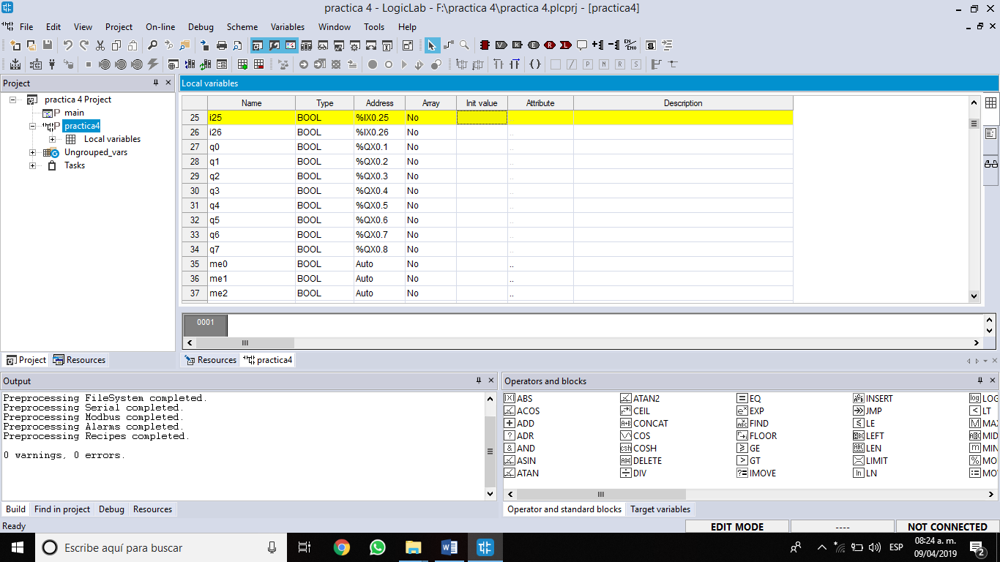 practica 4 - LogicLab - F:\practica 4\practica 4.plcprj - [practica4]
File Edit View Project On-line Debug Scheme Variables Window Tools Help
Project
practica 4 Project
main
practica4
Local variables
Ungrouped_vars
Tasks
Project Resources
Local variables
Name Type Address Array Init value Attribute Description
25 i25 BOOL %IX0.25 No ..
26 i26 BOOL %IX0.26 No ..
27 q0 BOOL %QX0.1 No ..
28 q1 BOOL %QX0.2 No ..
29 q2 BOOL %QX0.3 No ..
30 q3 BOOL %QX0.4 No ..
31 q4 BOOL %QX0.5 No ..
32 q5 BOOL %QX0.6 No ..
33 q6 BOOL %QX0.7 No ..
34 q7 BOOL %QX0.8 No ..
35 me0 BOOL Auto No ..
36 me1 BOOL Auto No ..
37 me2 BOOL Auto No ..
0001
Resources practica4
Output
Preprocessing FileSystem completed.
Preprocessing Serial completed.
Preprocessing Modbus completed.
Preprocessing Alarms completed.
Preprocessing Recipes completed.
0 warnings, 0 errors.
Build Find in project Debug Resources
Operators and blocks
ABS ATAN2 EQ INSERT LOG
ACOS CEIL EXP JMP LT
ADD CONCAT FIND LE MAX
ADR COS FLOOR LEFT MID
AND COSH GE LEN MIN
ASIN DELETE GT LIMIT MO
ATAN DIV IMOVE LN MO
Operator and standard blocks Target variables
Ready
EDIT MODE ---- NOT CONNECTED
Escribe aquí para buscar
ESP
08:24 a. m.
09/04/2019
2